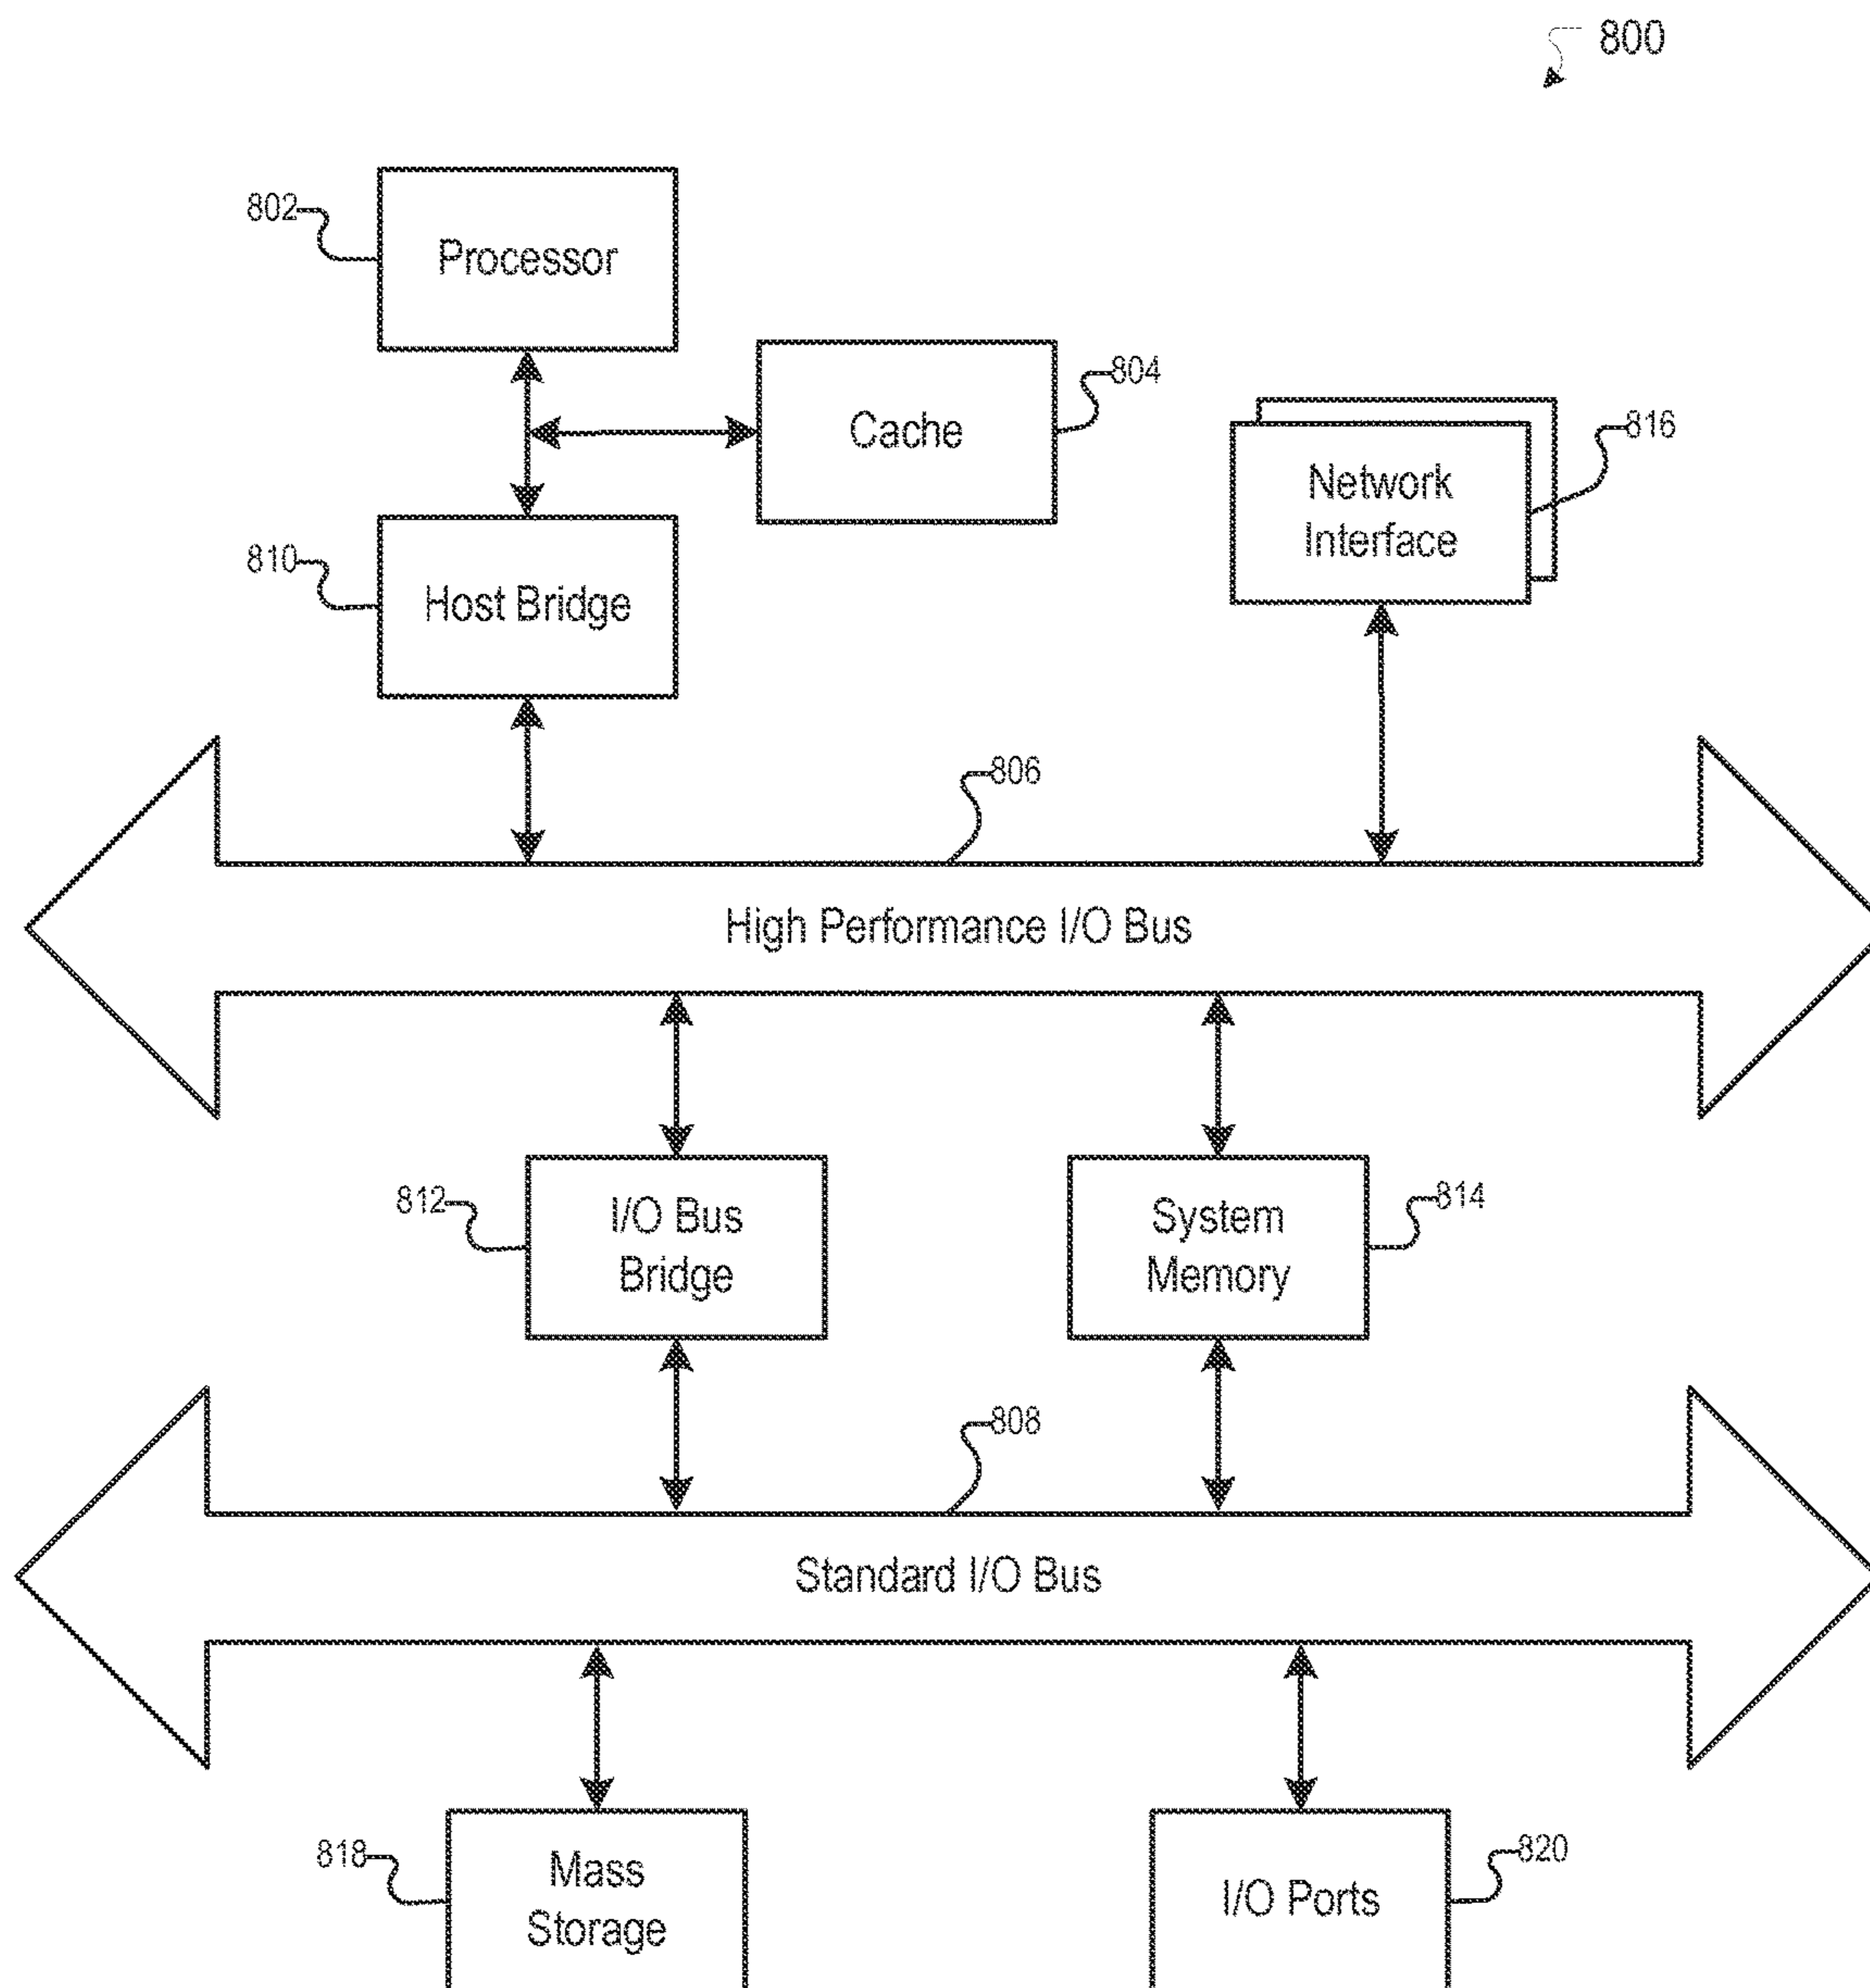 800
802
Processor
804
Cache
816
Network
Interface
810
Host Bridge
806
High Performance I/O Bus
812
I/O Bus
Bridge
System
Memory
814
808
Standard I/O Bus
818
Mass
Storage
I/O Ports
820